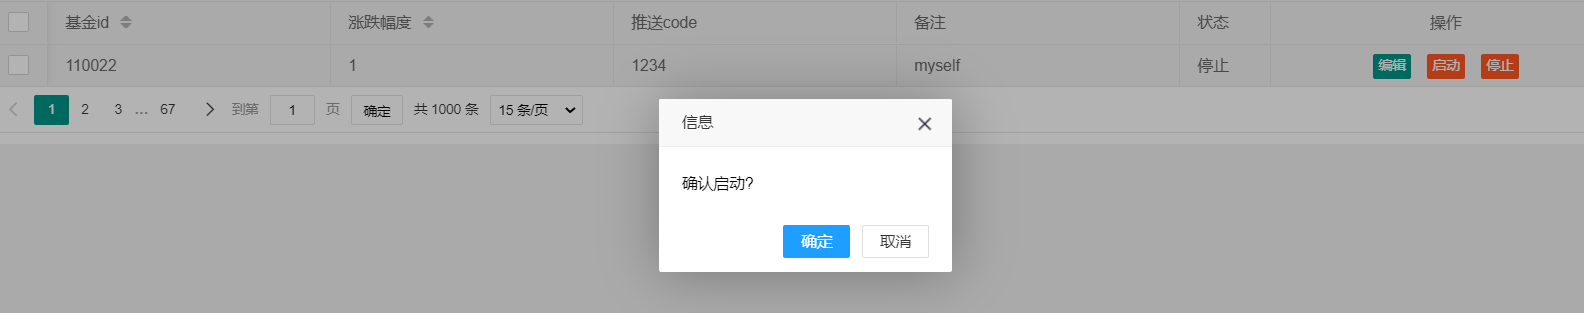 基金id 涨跌幅度 推送code 备注 状态 操作
110022 1 1234 myself 停止 编辑 启动 停止
1 2 3 … 67 到第 1 页 确定 共 1000 条 15 条/页
信息
确认启动?
确定 取消